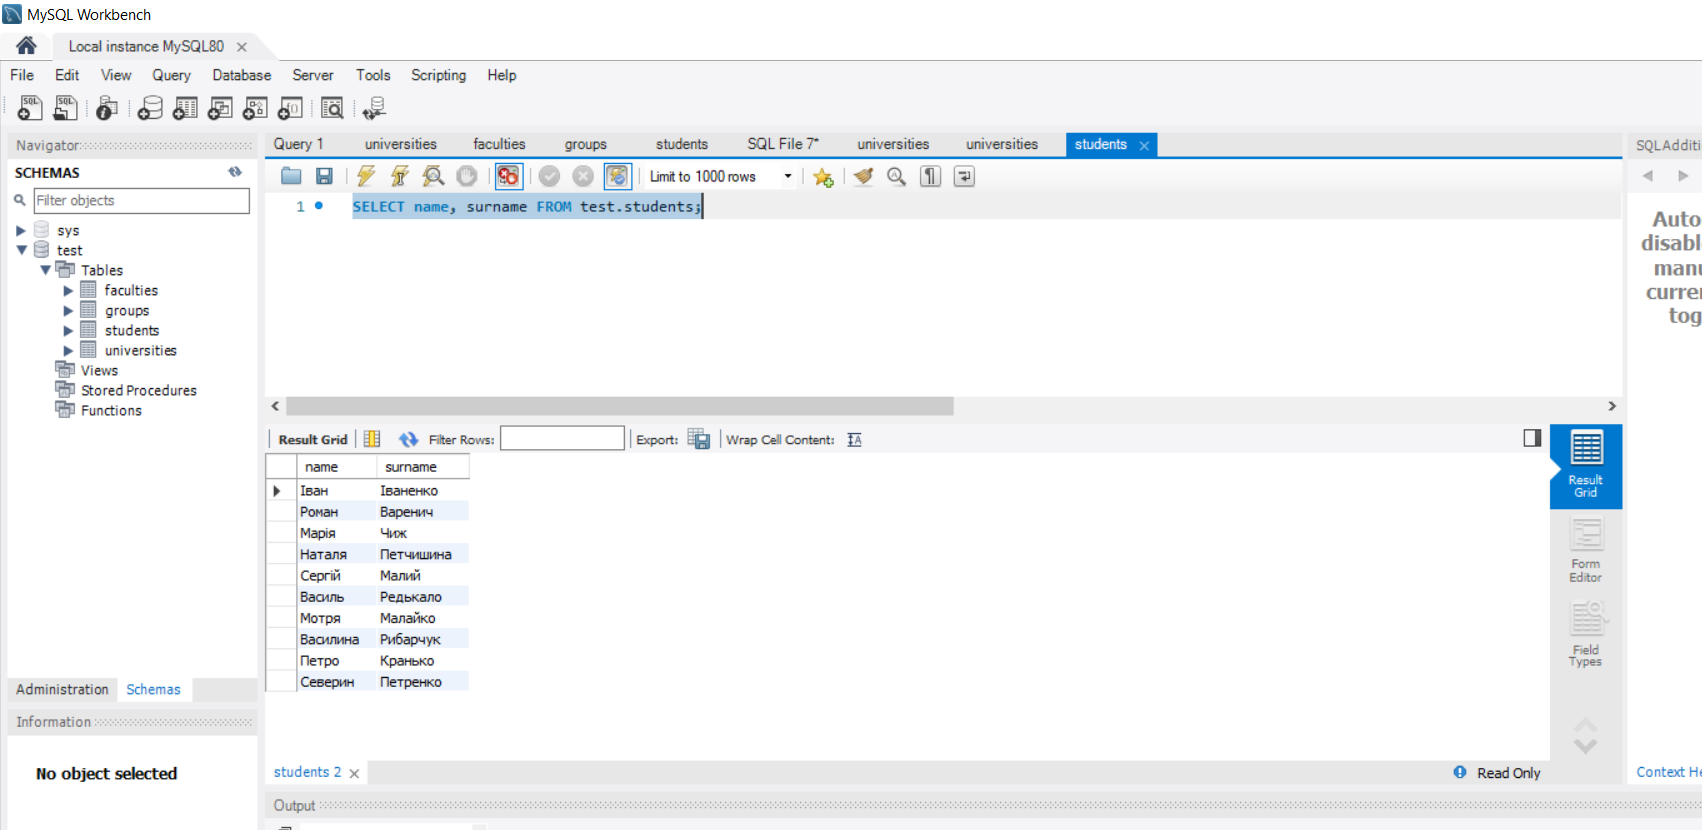 MySQL Workbench
Local instance MySQL80
File Edit View Query Database Server Tools Scripting Help
Navigator
SCHEMAS
Filter objects
sys
test
Tables
faculties
groups
students
universities
Views
Stored Procedures
Functions
Administration Schemas
Information
No object selected
Query 1 universities faculties groups students SQL File 7* universities universities students
Limit to 1000 rows
1 SELECT name, surname FROM test.students;
Result Grid Filter Rows: Export: Wrap Cell Content:
name surname
Іван Іваненко
Роман Варенич
Марія Чиж
Наталя Петчишина
Сергій Малий
Василь Редькало
Мотря Малайко
Василина Рибарчук
Петро Кранько
Северин Петренко
Result
Grid
Form
Editor
Field
Types
students 2
Read Only
Output
SQLAdditi
Auto
disabl
manu
curre
tog
Context He